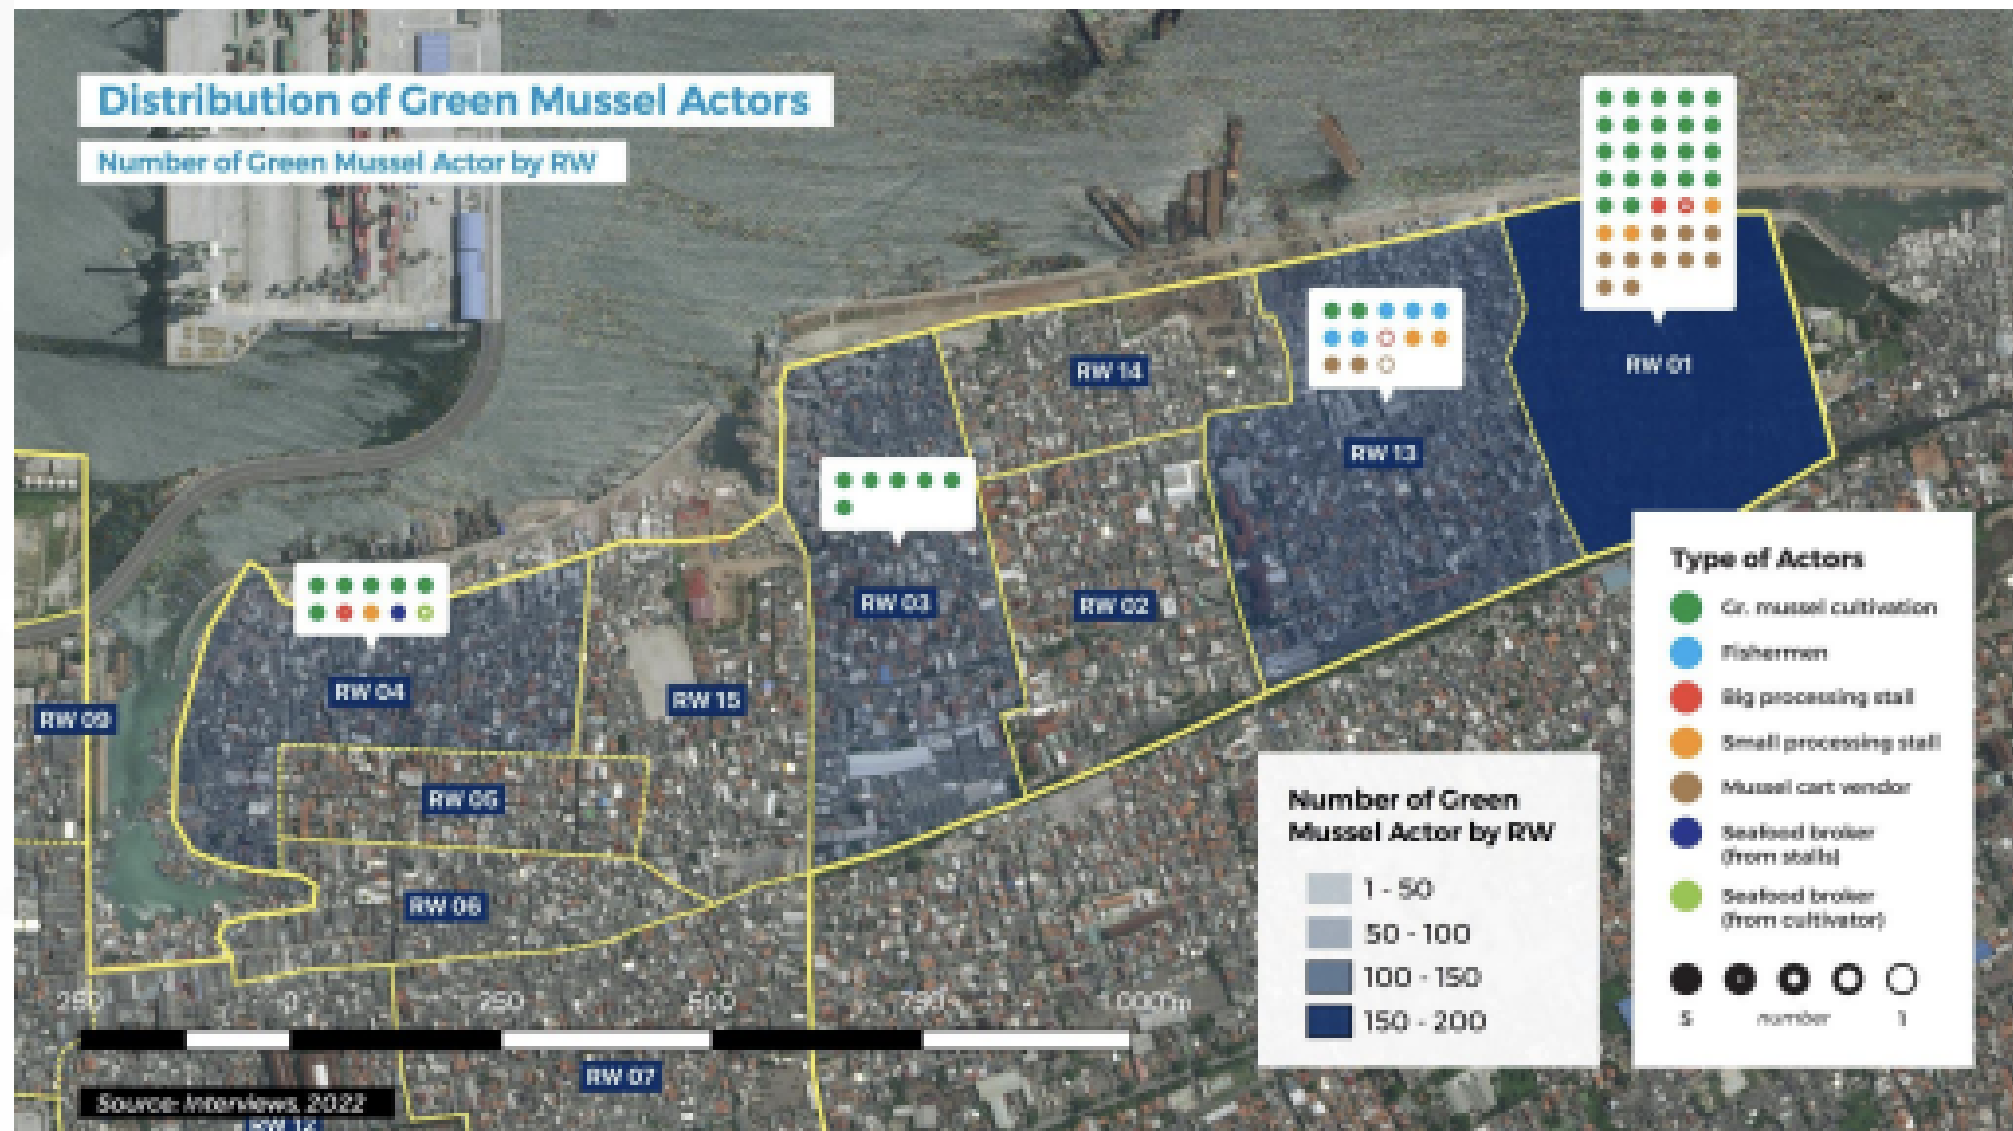 Distribution of Green Mussel Actors
Number of Green Mussel Actor by RW
RW 01
RW 14
RW 13
RW 03
RW 02
RW 04
RW 15
RW 09
RW 05
RW 06
Type of Actors
Gr. mussel cultivation
Fishermen
Big processing stall
Small processing stall
Mussel cart vendor
Seafood broker
(from stalls)
Seafood broker
(from cultivator)
5 number 1
Number of Green
Mussel Actor by RW
1 - 50
50 - 100
100 - 150
150 - 200
250 0 250 500 750 1000m
RW 07
Source: Interviews, 2022
RW 12